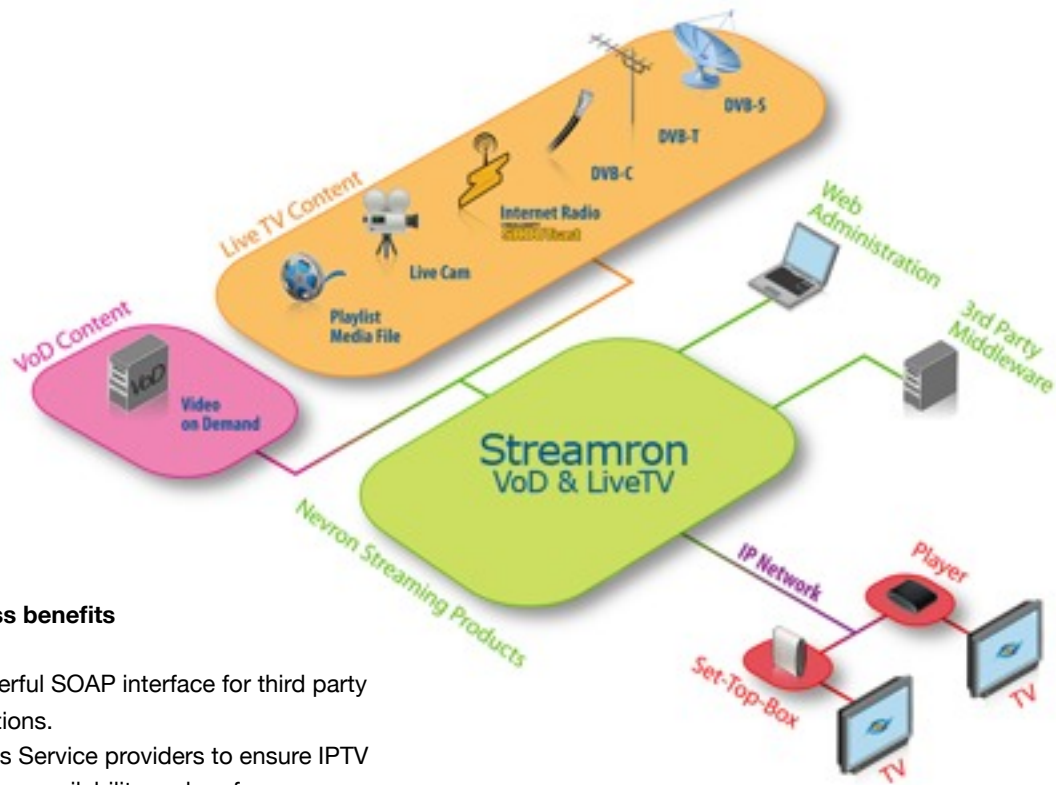 DVB-S
DVB-T
DVB-C
Internet Radio
Live Cam
Playlist
Media File
Live TV Content
VoD Content
VoD
Video
on Demand
Web
Administration
3rd Party
Middleware
Streamron
VoD & LiveTV
Nevron Streaming Products
IP Network
Player
Set-Top-Box
TV
TV
ss benefits
erful SOAP interface for third party
tions.
s Service providers to ensure IPTV